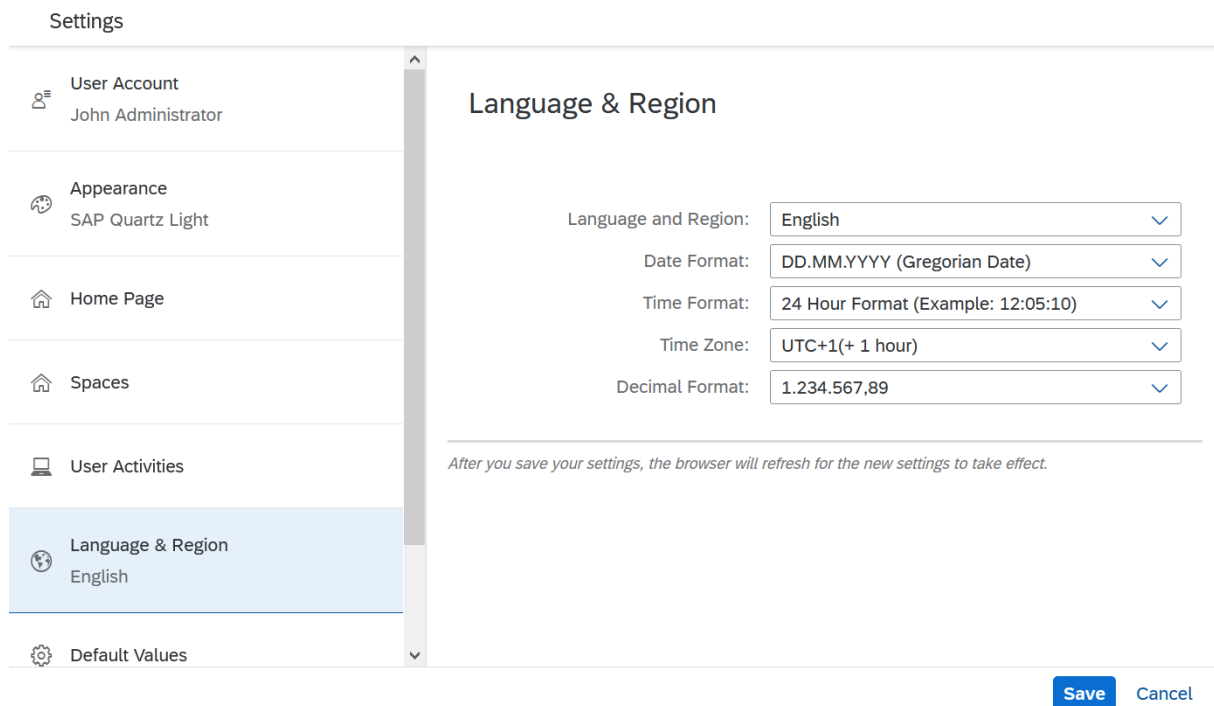 Settings
User Account
John Administrator
Appearance
SAP Quartz Light
Home Page
Spaces
User Activities
Language & Region
English
Default Values
Language & Region
Language and Region: English
Date Format: DD.MM.YYYY (Gregorian Date)
Time Format: 24 Hour Format (Example: 12:05:10)
Time Zone: UTC+1(+ 1 hour)
Decimal Format: 1.234.567,89
After you save your settings, the browser will refresh for the new settings to take effect.
Save Cancel